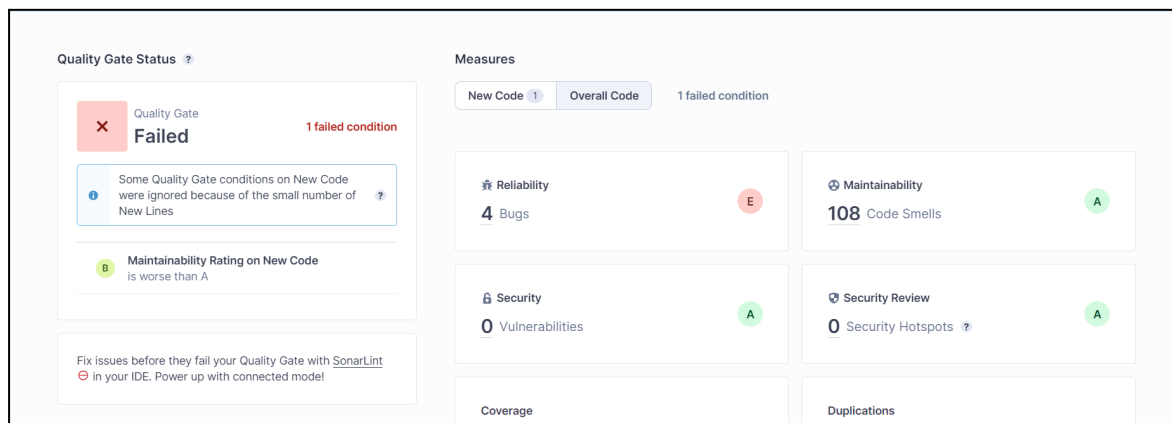 Quality Gate Status ?
Quality Gate
Failed
1 failed condition
Some Quality Gate conditions on New Code
were ignored because of the small number of
New Lines
?
B
Maintainability Rating on New Code
is worse than A
Fix issues before they fail your Quality Gate with SonarLint
in your IDE. Power up with connected mode!
Measures
New Code 1
Overall Code
1 failed condition
Reliability
4 Bugs
E
Maintainability
108 Code Smells
A
Security
0 Vulnerabilities
A
Security Review
0 Security Hotspots ?
A
Coverage
Duplications